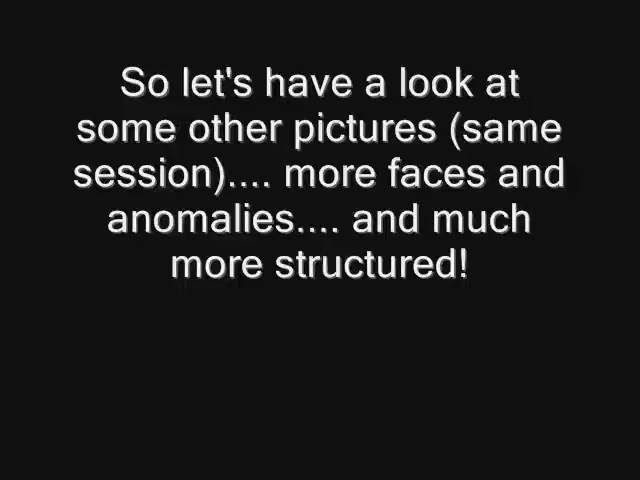 So let's have a look at
some other pictures (same
session).... more faces and
anomalies.... and much
more structured!